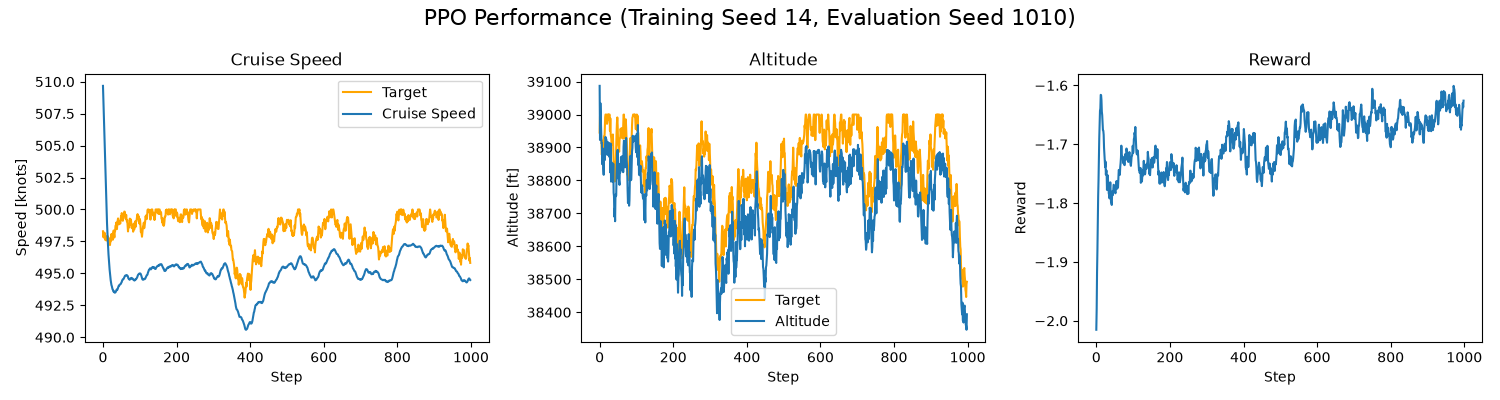 PPO Performance (Training Seed 14, Evaluation Seed 1010)
Cruise Speed
510.0
507.5
505.0
502.5
500.0
497.5
495.0
492.5
490.0
Speed [knots]
Target
Cruise Speed
0 200 400 600 800 1000
Step
Altitude
39100
39000
38900
38800
38700
38600
38500
38400
Altitude [ft]
Target
Altitude
0 200 400 600 800 1000
Step
Reward
−1.6
−1.7
−1.8
−1.9
−2.0
Reward
0 200 400 600 800 1000
Step